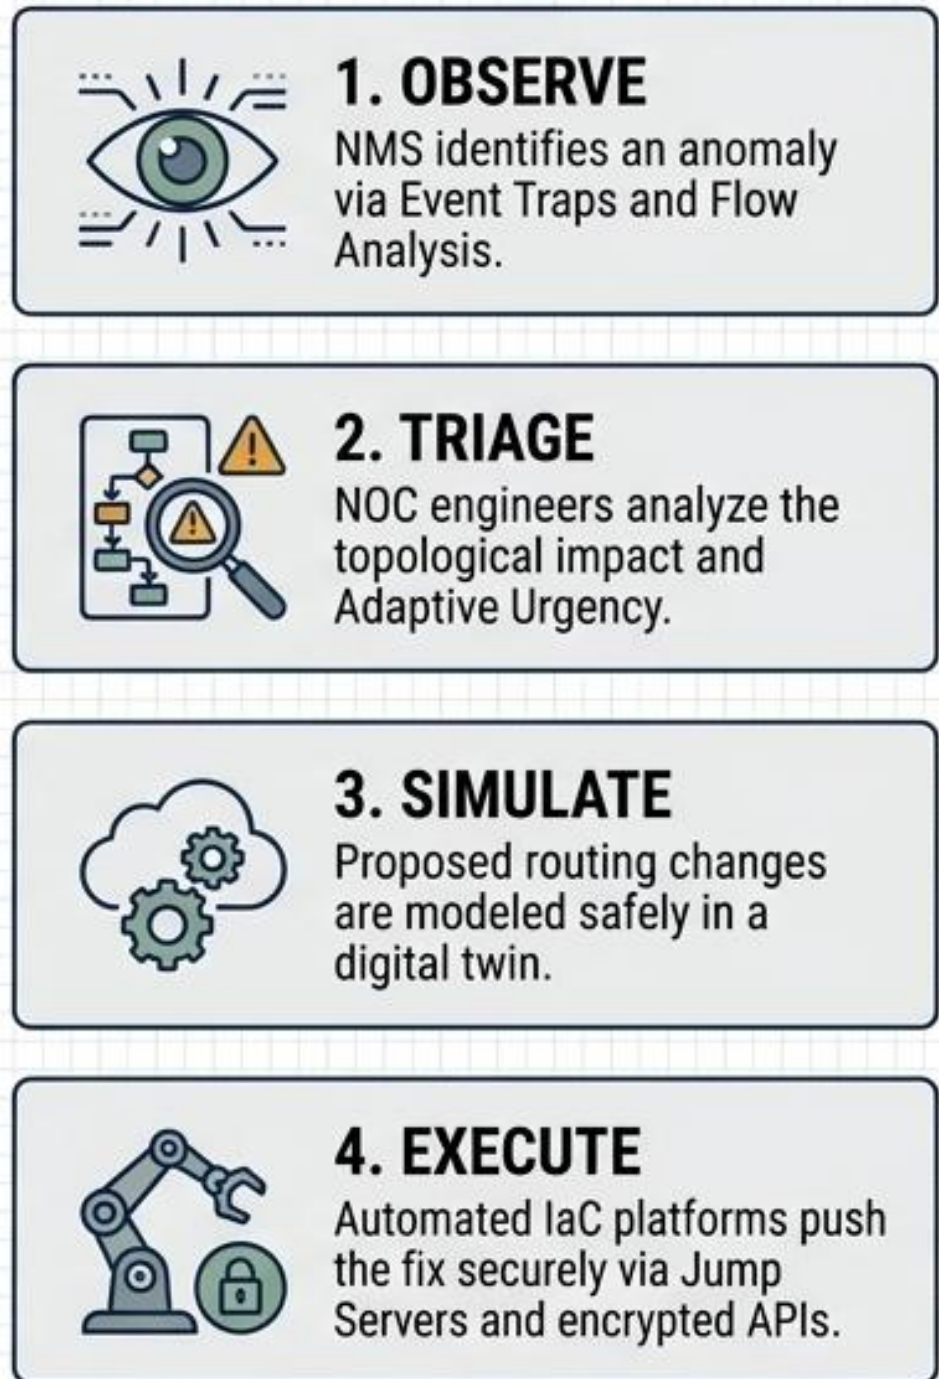 1. OBSERVE
NMS identifies an anomaly
via Event Traps and Flow
Analysis.
2. TRIAGE
NOC engineers analyze the
topological impact and
Adaptive Urgency.
3. SIMULATE
Proposed routing changes
are modeled safely in a
digital twin.
4. EXECUTE
Automated IaC platforms push
the fix securely via Jump
Servers and encrypted APIs.